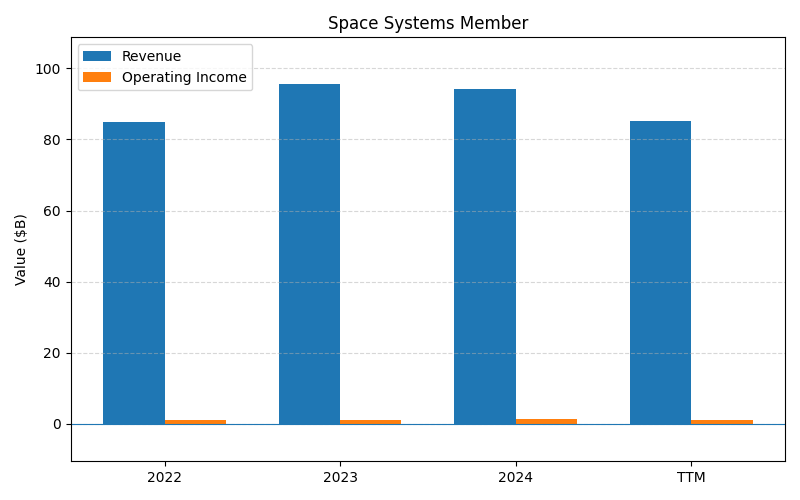 Space Systems Member
Revenue
Operating Income
Value ($B)
100
80
60
40
20
0
2022 2023 2024 TTM